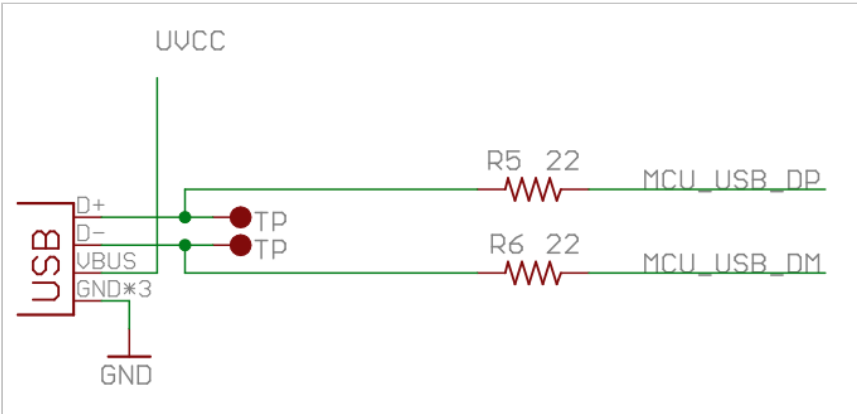 UVCC
R5 22
MCU_USB_DP
D+
TP
D-
TP
R6 22
MCU_USB_DM
VBUS
USB
GND*3
GND